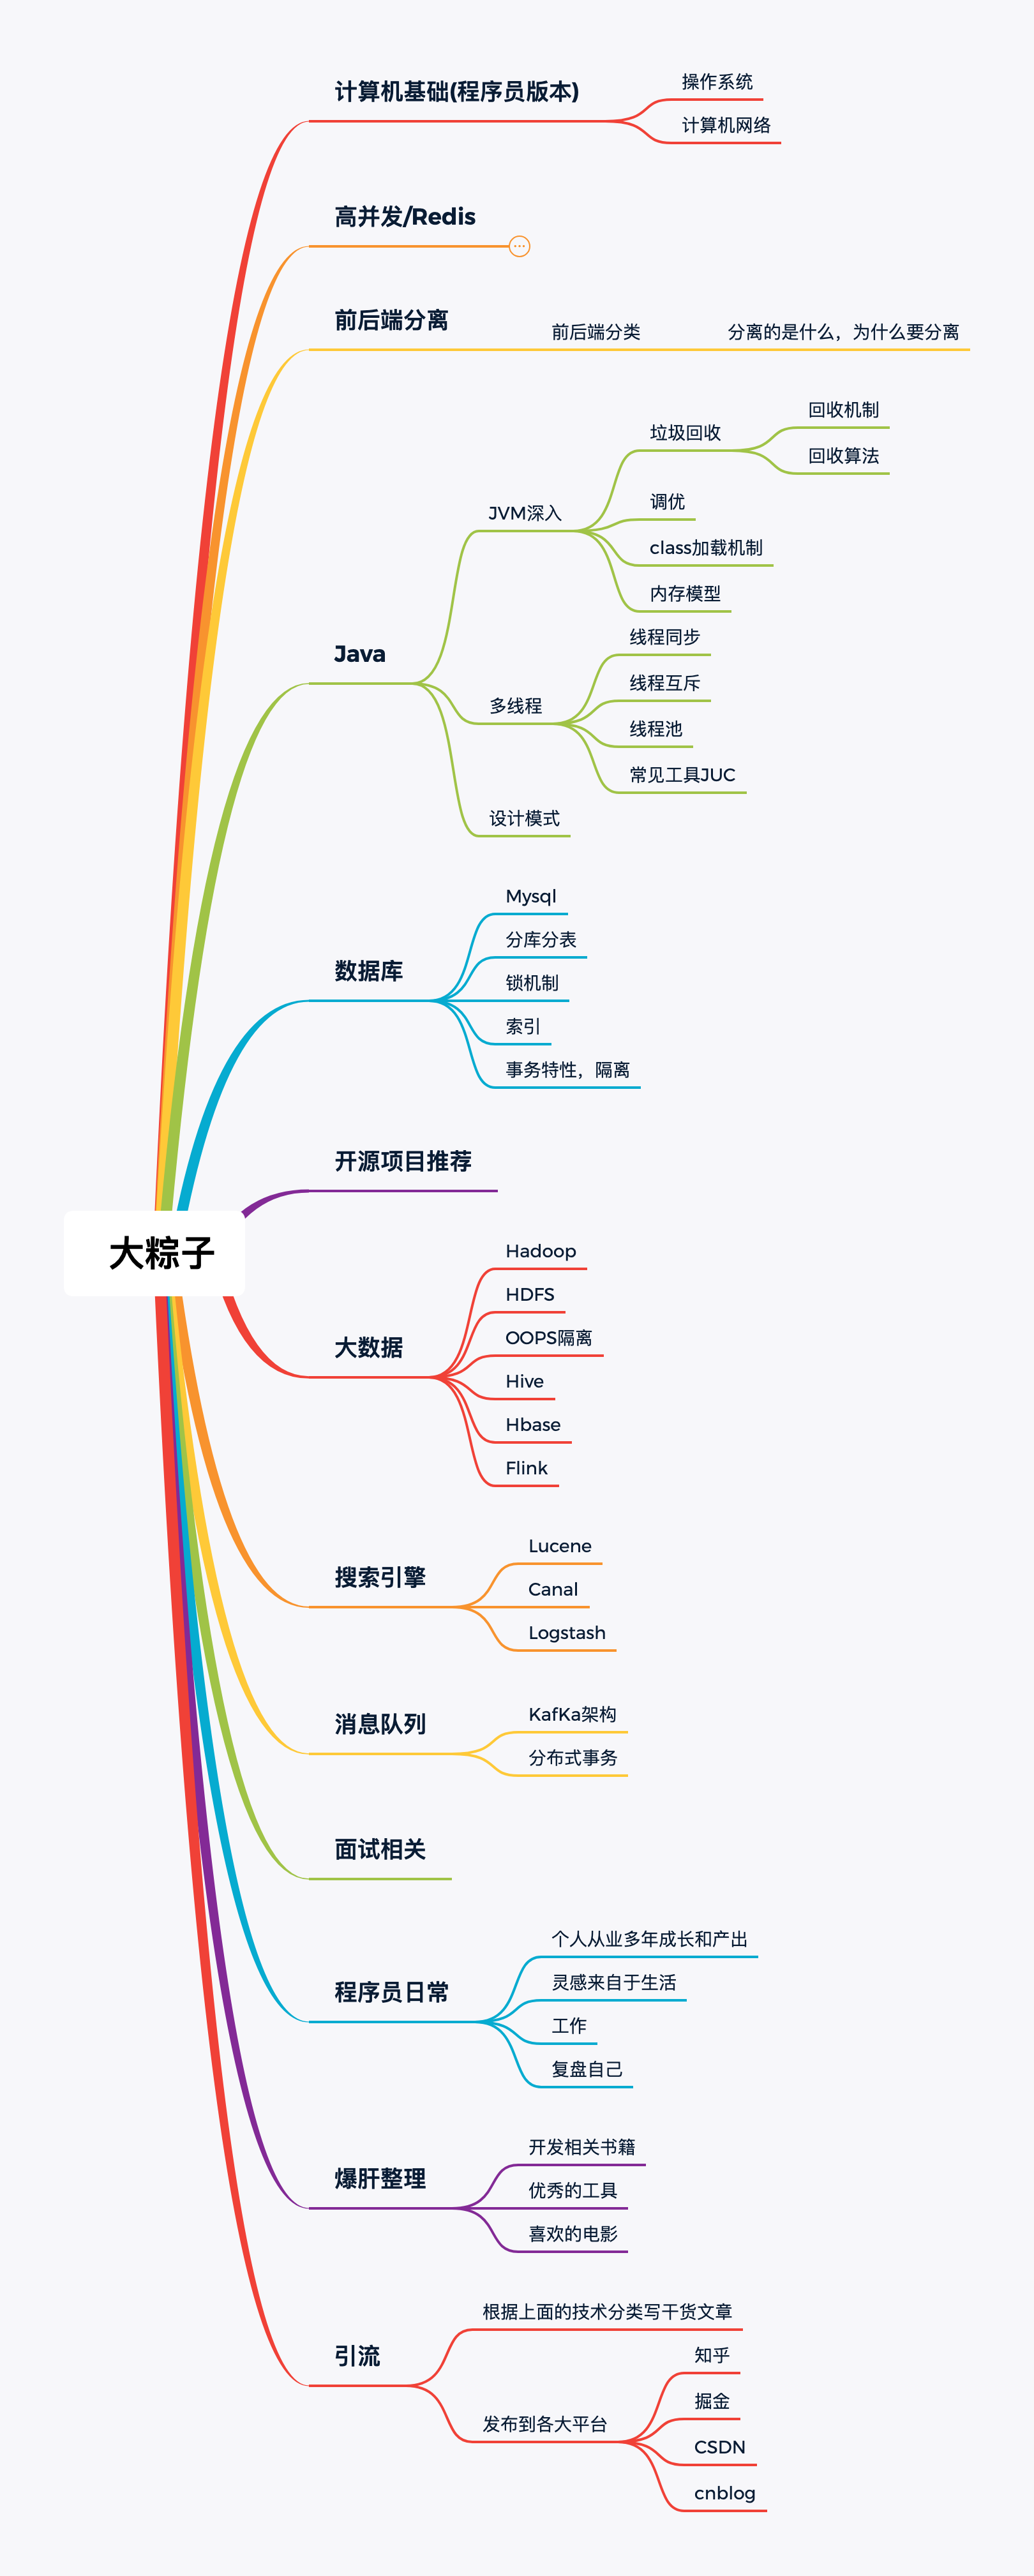 计算机基础(程序员版本)
操作系统
计算机网络
高并发/Redis
前后端分离
前后端分类
分离的是什么，为什么要分离
Java
JVM深入
垃圾回收
回收机制
回收算法
调优
class加载机制
内存模型
多线程
线程同步
线程互斥
线程池
常见工具JUC
设计模式
数据库
Mysql
分库分表
锁机制
索引
事务特性，隔离
开源项目推荐
大粽子
大数据
Hadoop
HDFS
OOPS隔离
Hive
Hbase
Flink
搜索引擎
Lucene
Canal
Logstash
消息队列
KafKa架构
分布式事务
面试相关
程序员日常
个人从业多年成长和产出
灵感来自于生活
工作
复盘自己
爆肝整理
开发相关书籍
优秀的工具
喜欢的电影
引流
根据上面的技术分类写干货文章
发布到各大平台
知乎
掘金
CSDN
cnblog